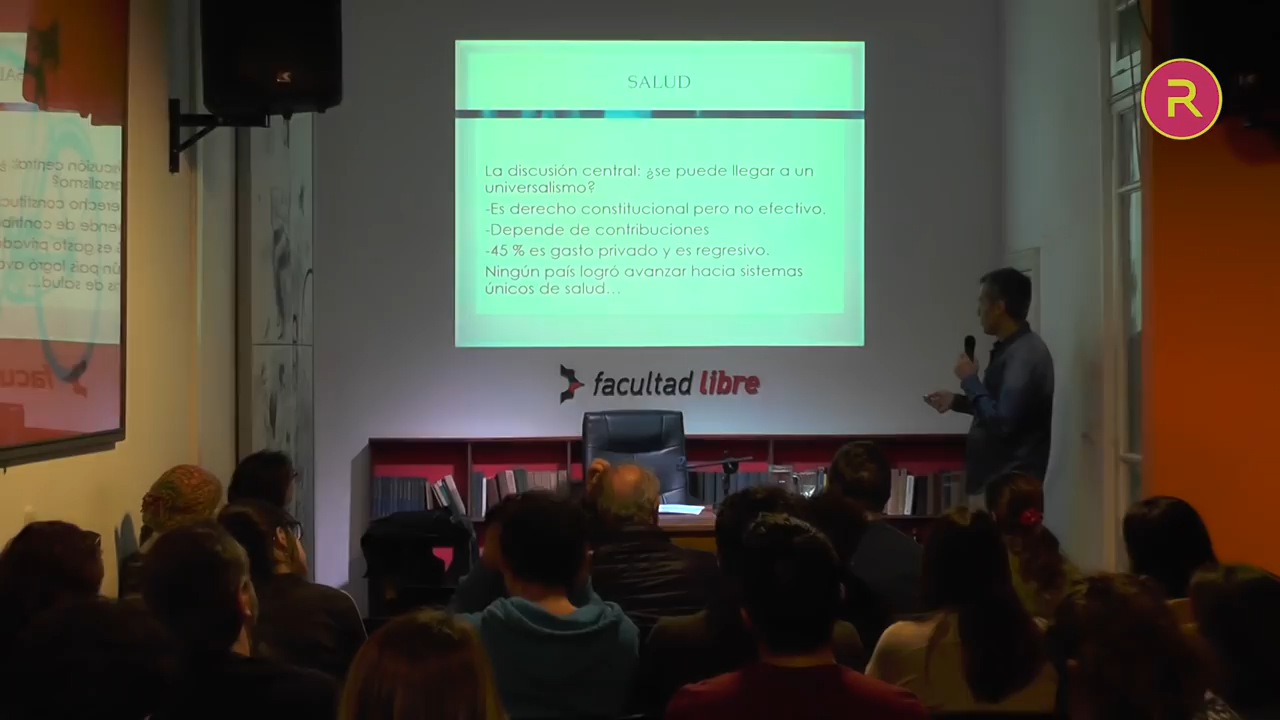 SALUD
La discusión central: ¿se puede llegar a un
universalismo?
-Es derecho constitucional pero no efectivo.
-Depende de contribuciones
-45 % es gasto privado y es regresivo.
Ningún país logró avanzar hacia sistemas
únicos de salud...
facultad libre
R